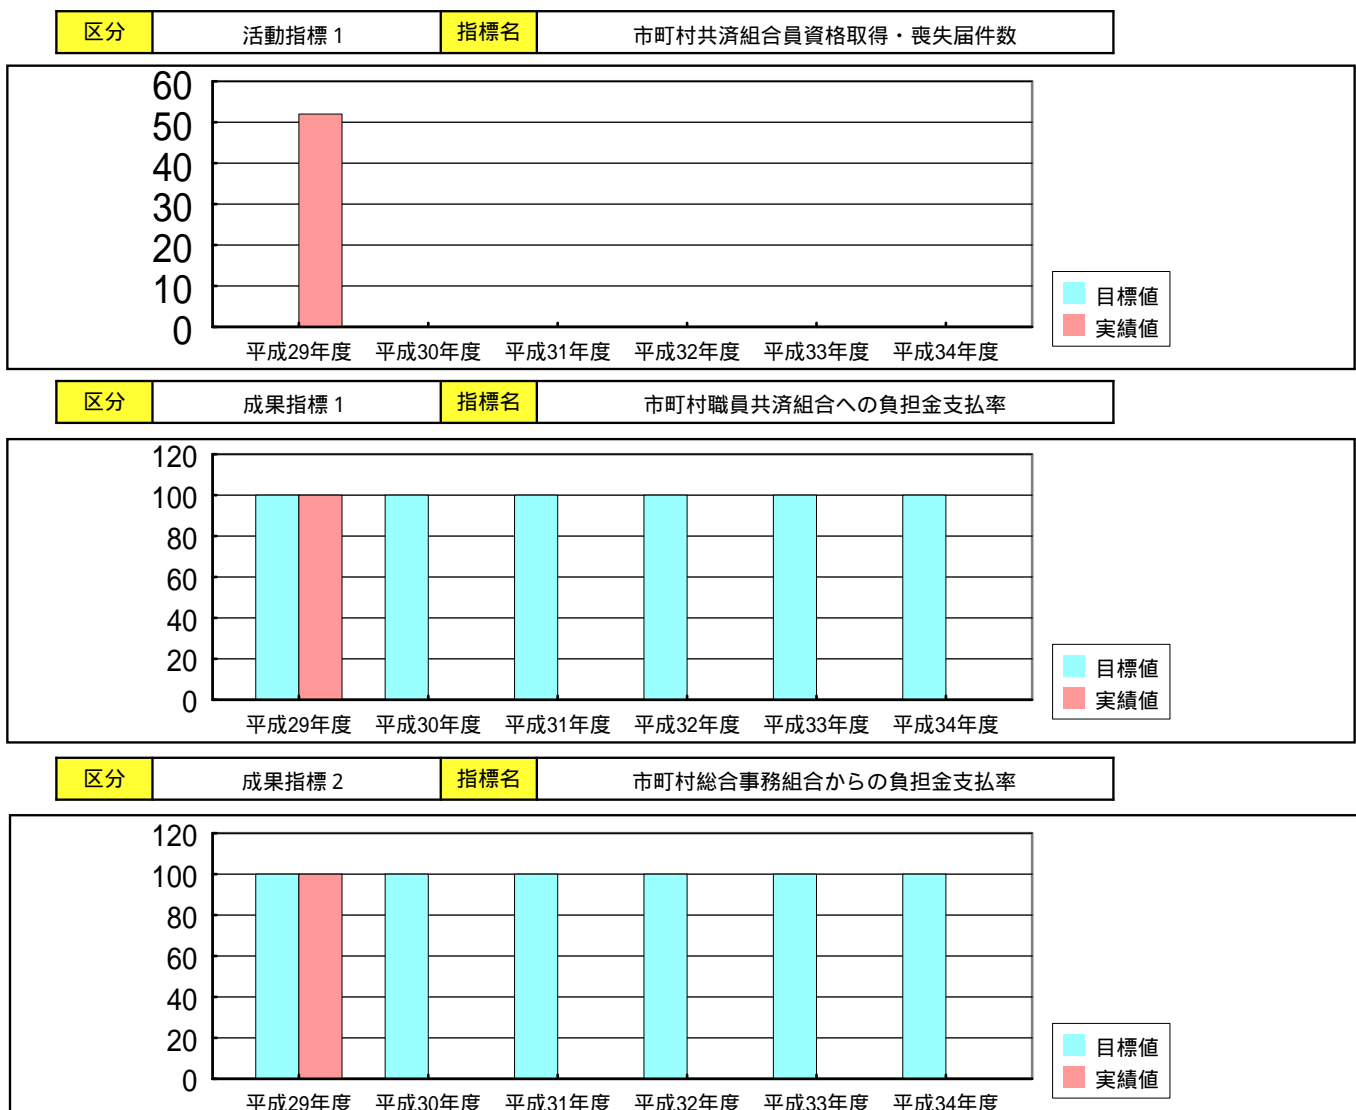 区分 活動指標1 指標名 市町村共済組合員資格取得・喪失届件数
60
50
40
30
20
10
0
平成29年度 平成30年度 平成31年度 平成32年度 平成33年度 平成34年度
目標値
実績値
区分 成果指標1 指標名 市町村職員共済組合への負担金支払率
120
100
80
60
40
20
0
平成29年度 平成30年度 平成31年度 平成32年度 平成33年度 平成34年度
目標値
実績値
区分 成果指標2 指標名 市町村総合事務組合からの負担金支払率
120
100
80
60
40
20
0
平成29年度 平成30年度 平成31年度 平成32年度 平成33年度 平成34年度
目標値
実績値